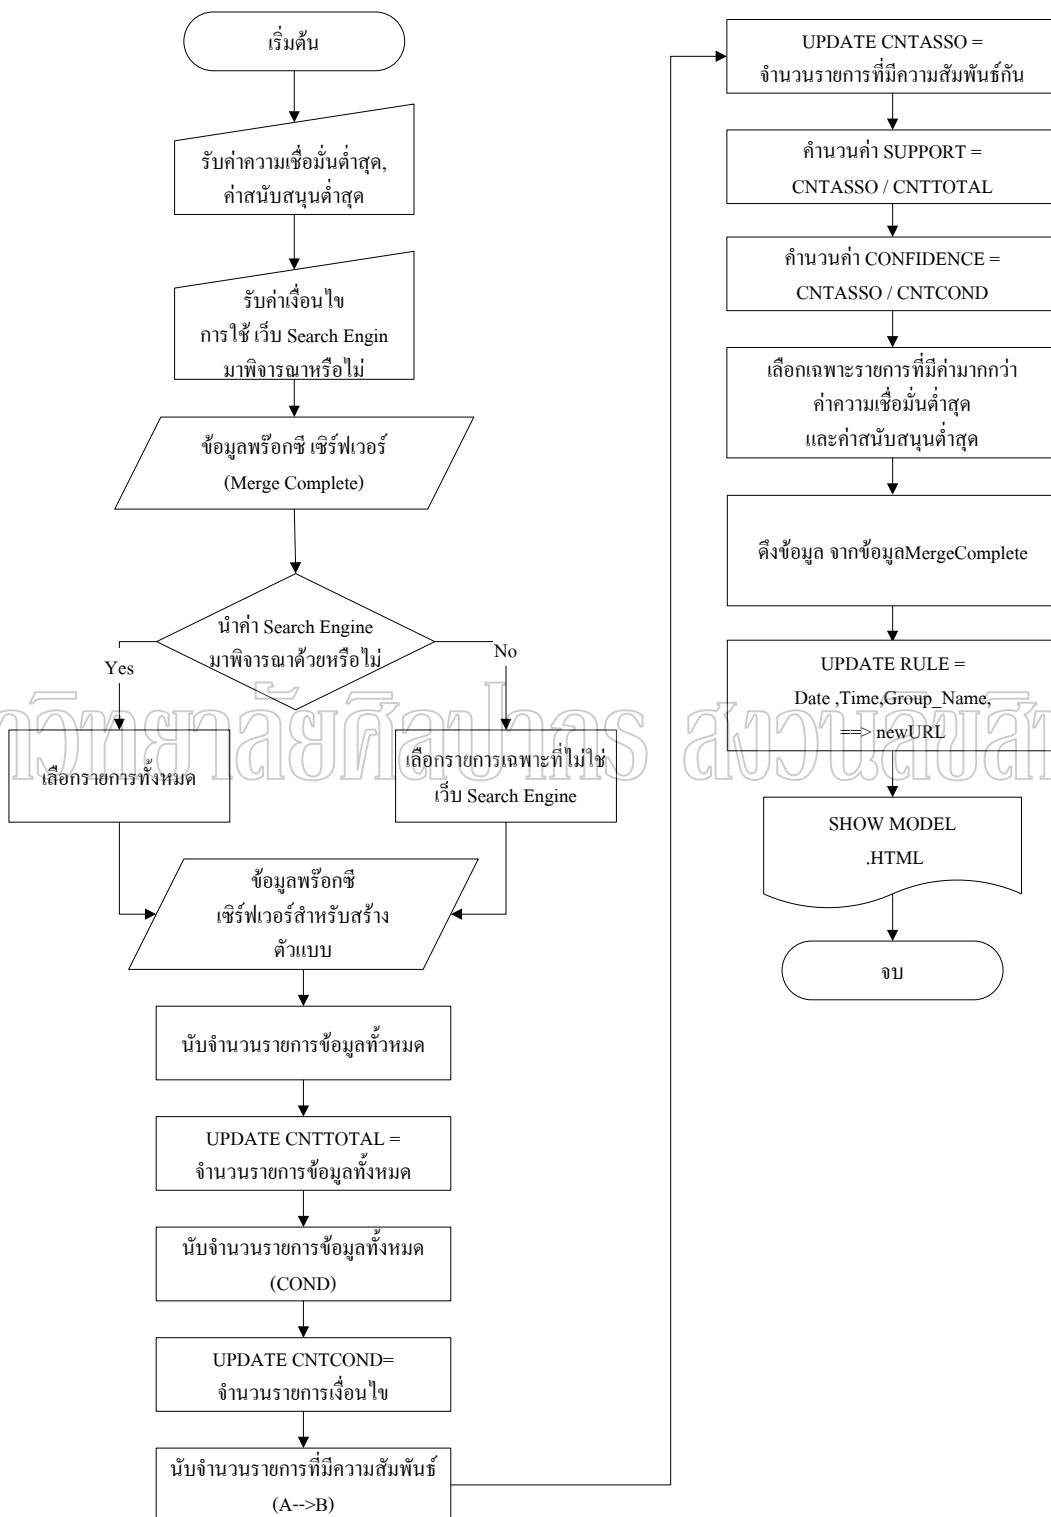 เริ่มต้น
รับค่าความเชื่อมั่นต่ำสุด,
ค่าสนับสนุนต่ำสุด
รับค่าเงื่อนไข
การใช้ เว็บ Search Engin
มาพิจารณาหรือไม่
ข้อมูลพร๊อกซี เซิร์ฟเวอร์
(Merge Complete)
นำค่า Search Engine
มาพิจารณาด้วยหรือไม่
Yes
No
เลือกรายการทั้งหมด
เลือกรายการเฉพาะที่ไม่ใช่
เว็บ Search Engine
ข้อมูลพร๊อกซี
เซิร์ฟเวอร์สำหรับสร้าง
ตัวแบบ
นับจำนวนรายการข้อมูลทั้วหมด
UPDATE CNTTOTAL =
จำนวนรายการข้อมูลทั้งหมด
นับจำนวนรายการข้อมูลทั้งหมด
(COND)
UPDATE CNTCOND=
จำนวนรายการเงื่อนไข
นับจำนวนรายการที่มีความสัมพันธ์
(A-->B)
UPDATE CNTASSO =
จำนวนรายการที่มีความสัมพันธ์กัน
คำนวนค่า SUPPORT =
CNTASSO / CNTTOTAL
คำนวนค่า CONFIDENCE =
CNTASSO / CNTCOND
เลือกเฉพาะรายการที่มีค่ามากกว่า
ค่าความเชื่อมั่นต่ำสุด
และค่าสนับสนุนต่ำสุด
ดึงข้อมูล จากข้อมูลMergeComplete
UPDATE RULE =
Date ,Time,Group_Name,
==> newURL
SHOW MODEL
.HTML
จบ